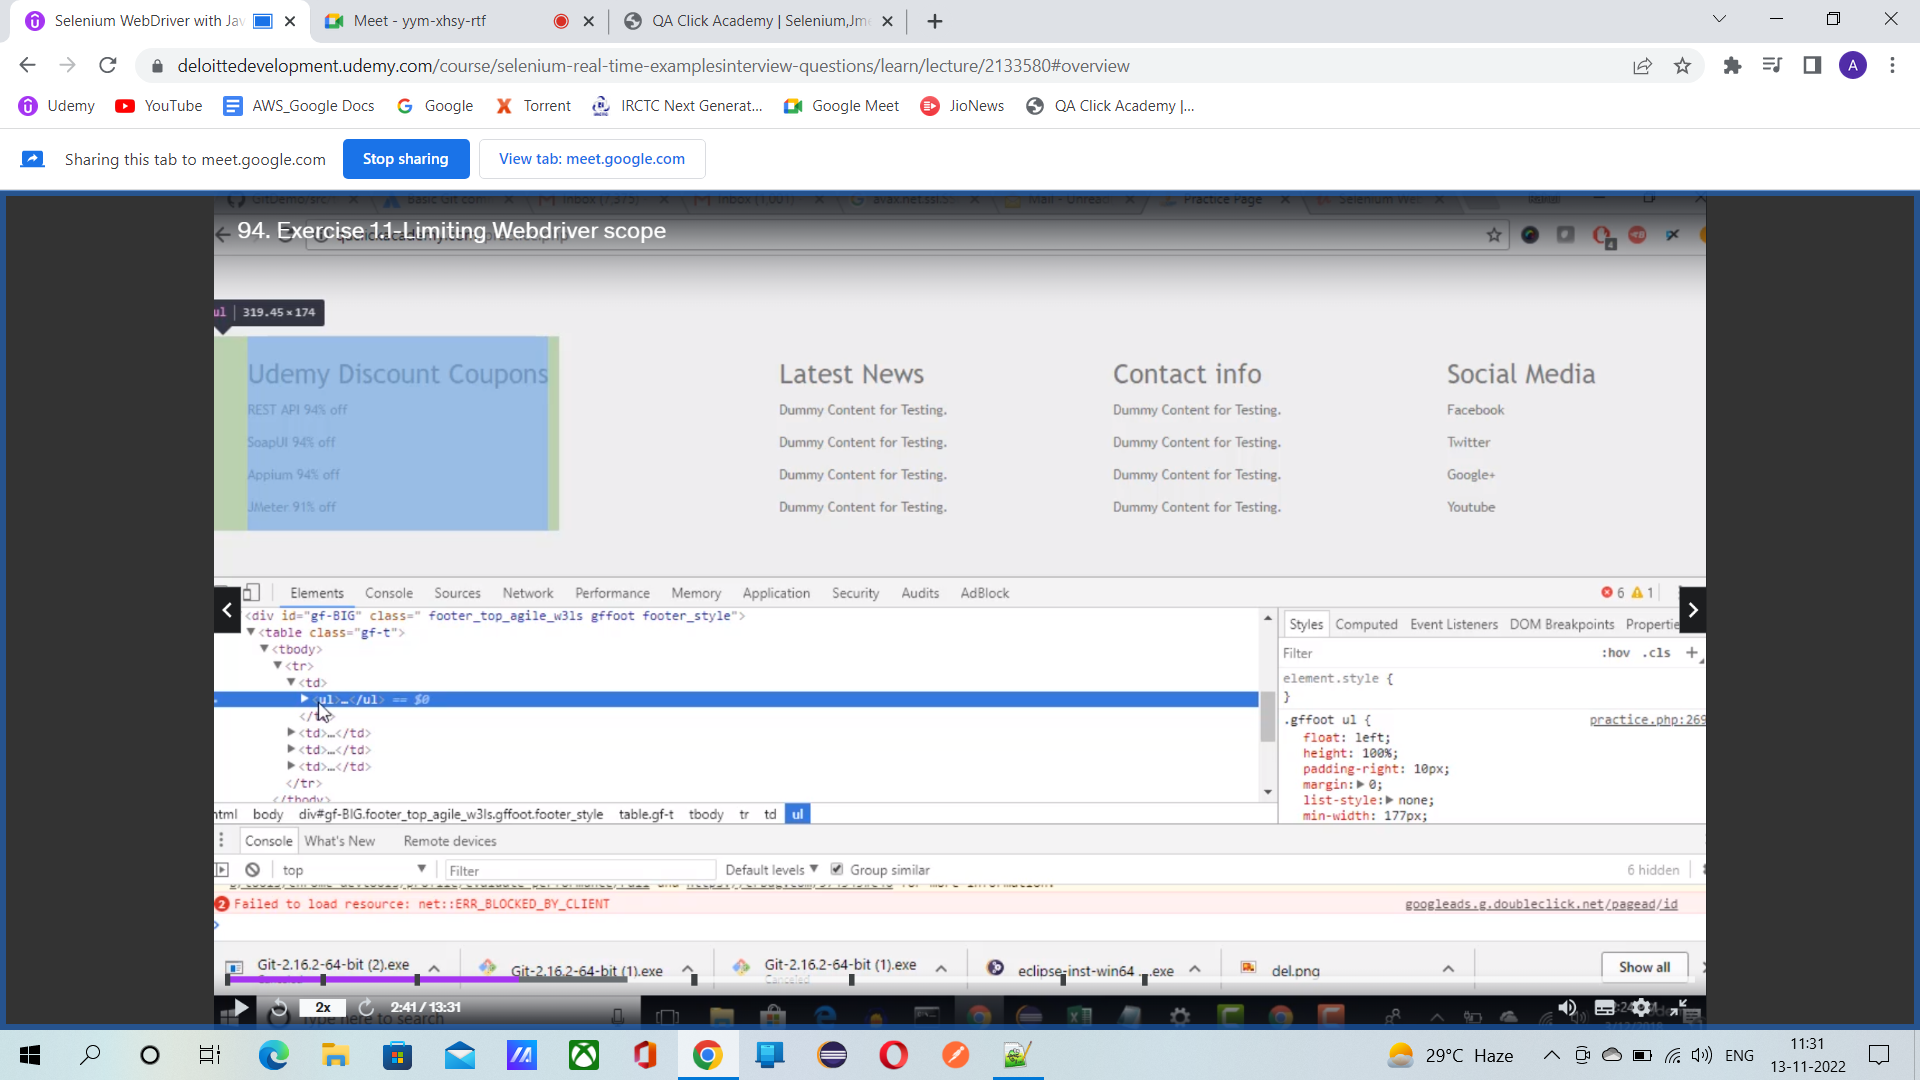 Selenium WebDriver with Jav
Meet - yym-xhsy-rtf
QA Click Academy | Selenium,Jme
deloittedevelopment.udemy.com/course/selenium-real-time-examplesinterview-questions/learn/lecture/2133580#overview
A
Udemy
YouTube
AWS_Google Docs
Google
Torrent
IRCTC Next Generat...
Google Meet
JioNews
QA Click Academy |...
Sharing this tab to meet.google.com
Stop sharing
View tab: meet.google.com
Practice Page
94. Exercise 11-Limiting Webdriver scope
ul
319.45×174
Udemy Discount Coupons
REST API 94% off
SoapUI 94% off
Appium 94% off
JMeter 91% off
Latest News
Dummy Content for Testing.
Dummy Content for Testing.
Dummy Content for Testing.
Dummy Content for Testing.
Contact info
Dummy Content for Testing.
Dummy Content for Testing.
Dummy Content for Testing.
Dummy Content for Testing.
Social Media
Facebook
Twitter
Google+
Youtube
Elements Console Sources Network Performance Memory Application Security Audits AdBlock
6 1
<div id="gf-BIG" class=" footer_top_agile_w3ls gffoot footer_style">
<table class="gf-t">
<tbody>
<tr>
<td>
<ul>…</ul> == $0
<td>…</td>
<td>…</td>
<td>…</td>
</tr>
</tbody>
html body div#gf-BIG.footer_top_agile_w3ls.gffoot.footer_style table.gf-t tbody tr td ul
Styles Computed Event Listeners DOM Breakpoints Propertie
Filter :hov .cls +
element.style {
}
.gffoot ul { practice.php:269
float: left;
height: 100%;
padding-right: 10px;
margin: 0;
list-style: none;
min-width: 177px;
Console What's New Remote devices
top Filter Default levels Group similar 6 hidden
2 Failed to load resource: net::ERR_BLOCKED_BY_CLIENT googleads.g.doubleclick.net/pagead/id
Git-2.16.2-64-bit (2).exe
Git-2.16.2-64-bit (1).exe
Git-2.16.2-64-bit (1).exe
Canceled
eclipse-inst-win64 ....exe
del.png
Show all
2x
2:41 / 13:31
Type here to search
29°C Haze
ENG
11:31
13-11-2022